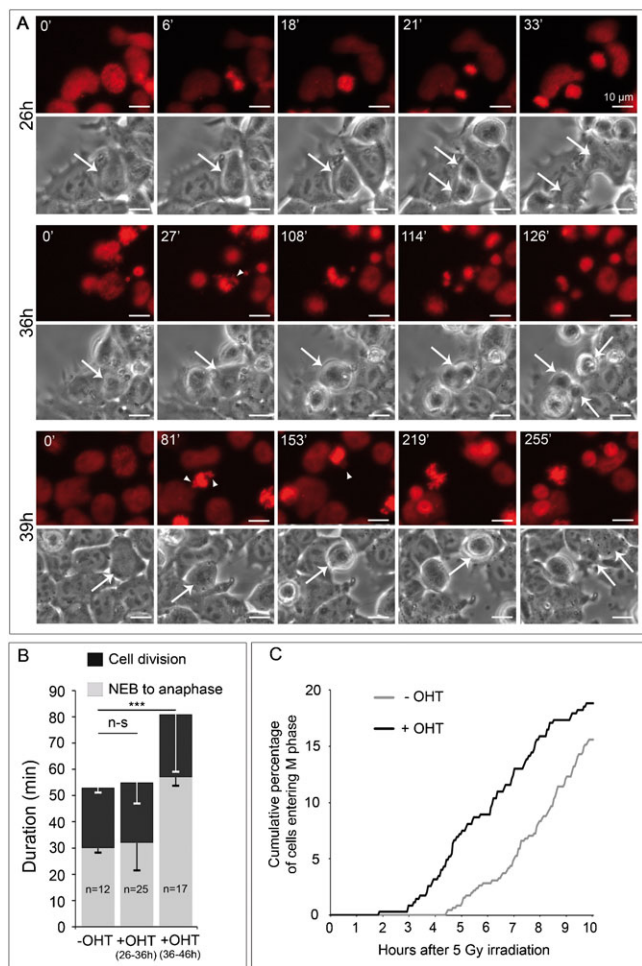 A
0’ 6’ 18’ 21’ 33’
10 µm
26h
0’ 27’ 108’ 114’ 126’
36h
0’ 81’ 153’ 219’ 255’
39h
B
Cell division
NEB to anaphase
90
80
70
60
50
40
30
20
10
0
Duration (min)
***
n-s
n=12 n=25 n=17
-OHT +OHT +OHT
(26-36h) (36-46h)
C
- OHT
+ OHT
20
15
10
5
0
Cumulative percentage
of cells entering M phase
0 1 2 3 4 5 6 7 8 9 10
Hours after 5 Gy irradiation